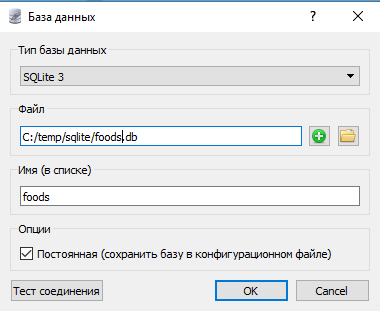 База данных
?
Тип базы данных
SQLite 3
Файл
C:/temp/sqlite/foods.db
Имя (в списке)
foods
Опции
Постоянная (сохранить базу в конфигурационном файле)
Тест соединения
OK
Cancel